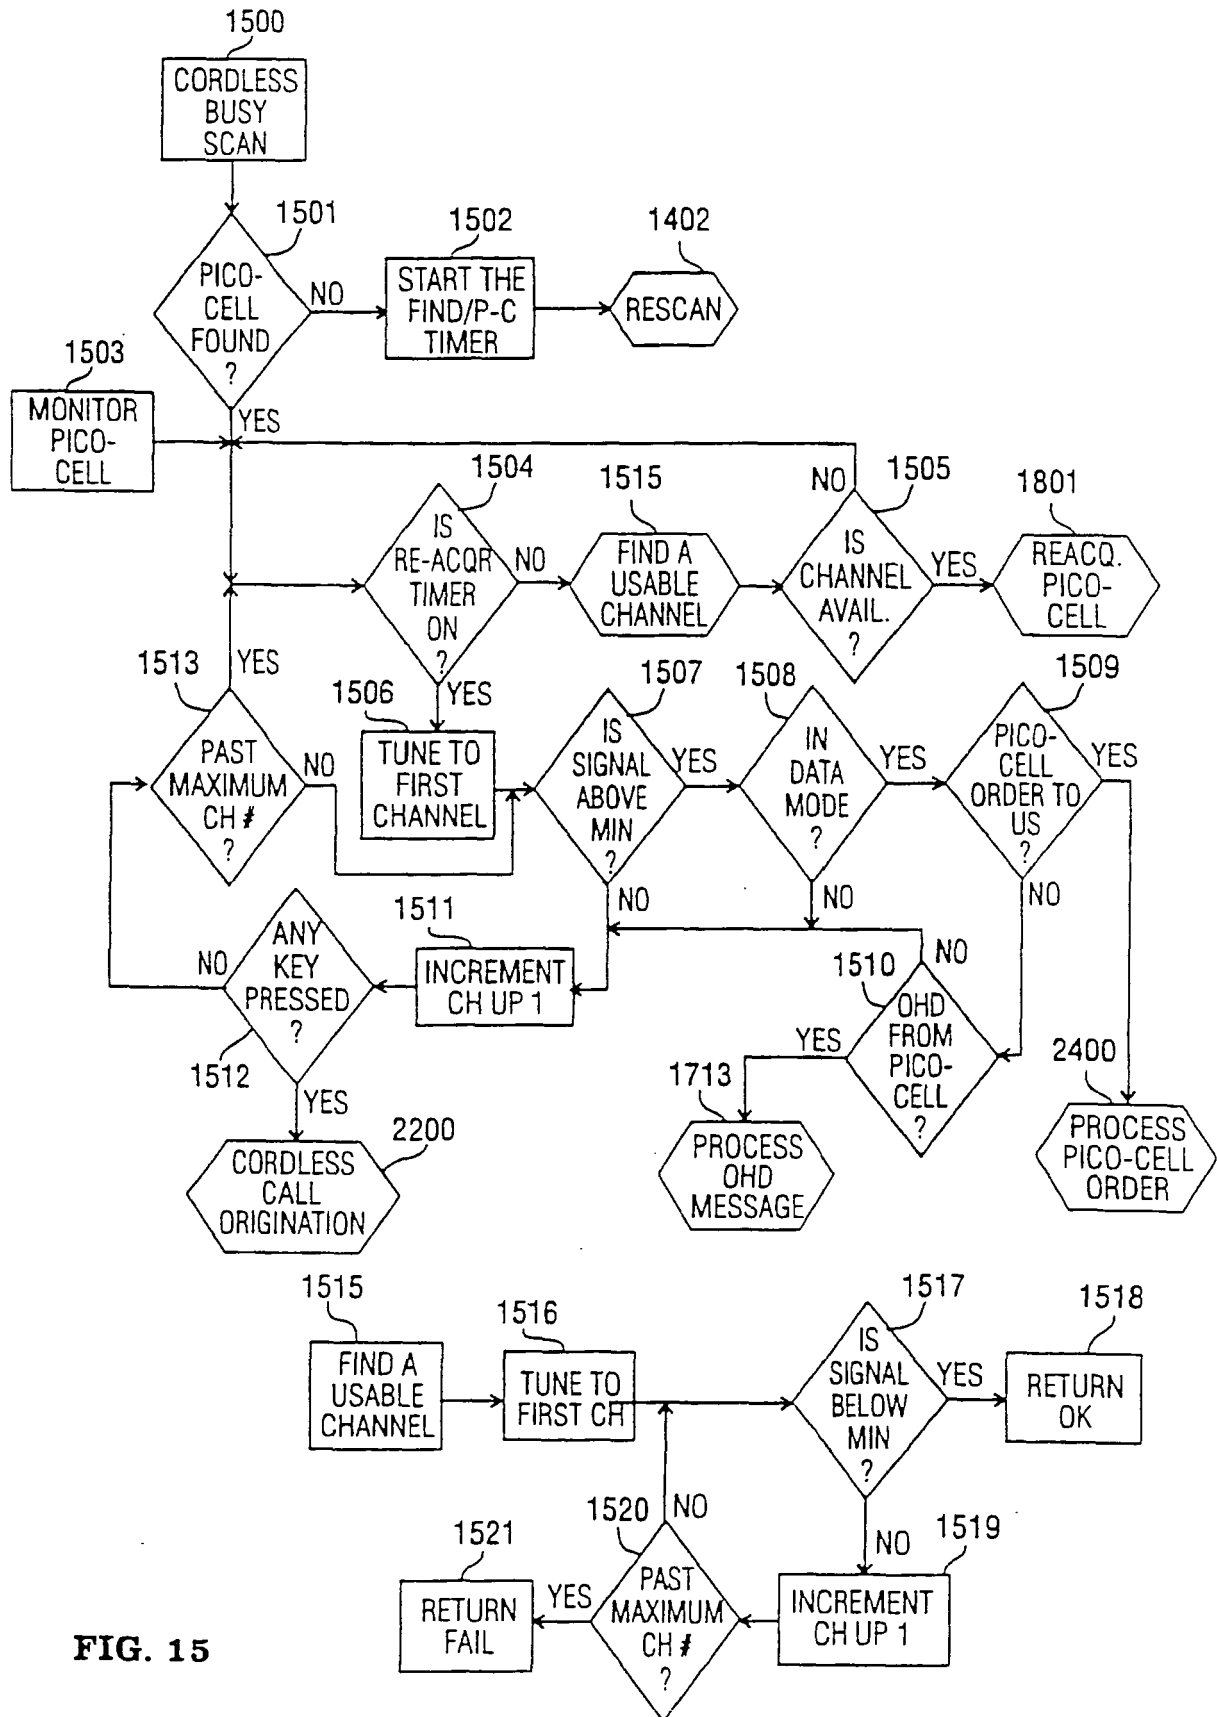 1500
CORDLESS
BUSY
SCAN
1501
PICO-
CELL
FOUND
?
NO
YES
1502
START THE
FIND/P-C
TIMER
1402
RESCAN
1503
MONITOR
PICO-
CELL
1504
IS
RE-ACQR
TIMER
ON
?
NO
YES
1515
FIND A
USABLE
CHANNEL
1505
NO
IS
CHANNEL
AVAIL.
?
YES
1801
REACQ.
PICO-
CELL
1513
YES
PAST
MAXIMUM
CH #
?
NO
1506
TUNE TO
FIRST
CHANNEL
1507
IS
SIGNAL
ABOVE
MIN
?
YES
NO
1508
IN
DATA
MODE
?
YES
NO
1509
PICO-
CELL
ORDER TO
US
?
YES
NO
1510
NO
OHD
FROM
PICO-
CELL
?
YES
1511
INCREMENT
CH UP 1
ANY
KEY
PRESSED
?
NO
1512
YES
2200
CORDLESS
CALL
ORIGINATION
1713
PROCESS
OHD
MESSAGE
2400
PROCESS
PICO-CELL
ORDER
1515
FIND A
USABLE
CHANNEL
1516
TUNE TO
FIRST CH
1517
IS
SIGNAL
BELOW
MIN
?
YES
NO
1518
RETURN
OK
1519
INCREMENT
CH UP 1
1520
NO
PAST
MAXIMUM
CH #
?
YES
1521
RETURN
FAIL
FIG. 15